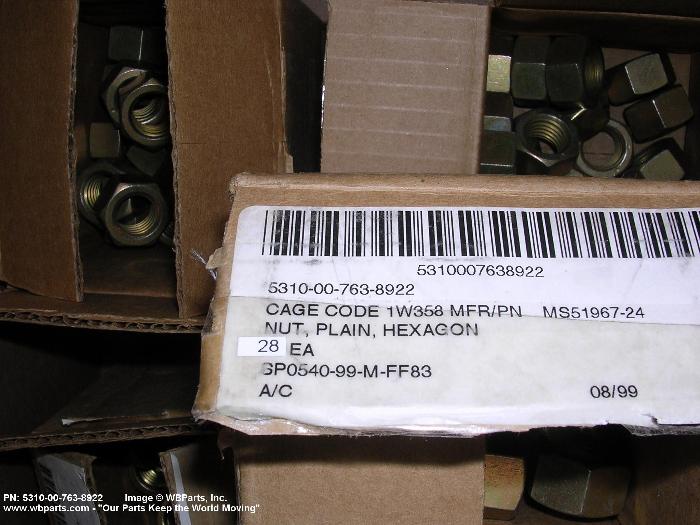 5310007638922
5310-00-763-8922
CAGE CODE 1W358 MFR/PN MS51967-24
NUT, PLAIN, HEXAGON
28 EA
SP0540-99-M-FF83
A/C 08/99
PN: 5310-00-763-8922 Image © WBParts, Inc.
www.wbparts.com - "Our Parts Keep the World Moving"